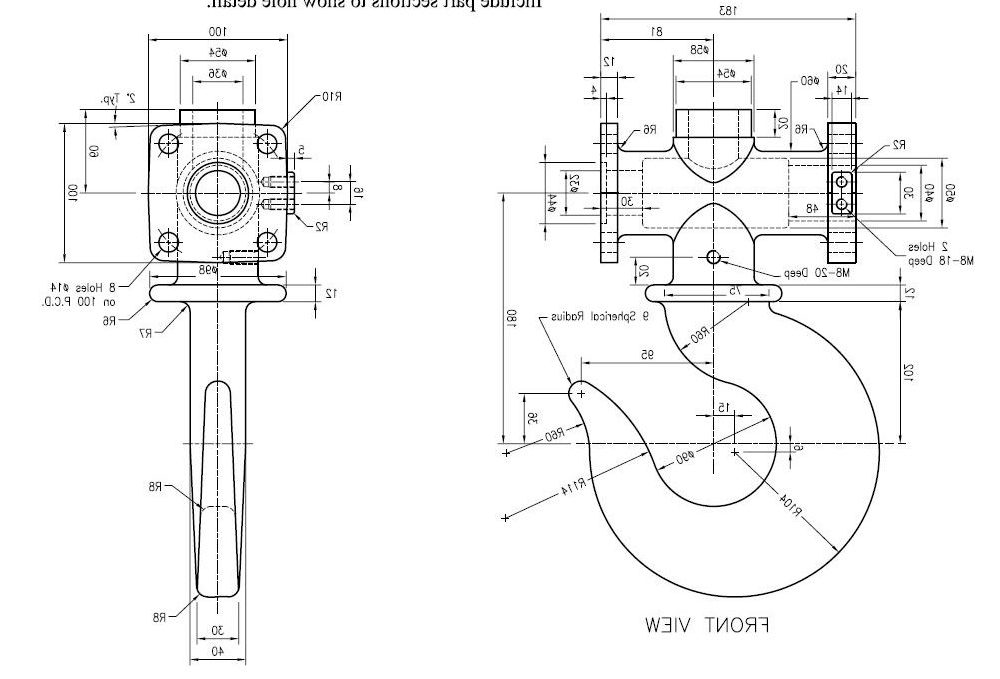 Include part sections to show hole detail.
100
ø54
ø36
2° Typ.
R10
60
100
5
8
16
R2
ø98
8 Holes ø14
on 100 P.C.D.
R6
R7
12
R8
R8
30
40
183
81
ø58
12
ø54
4
ø60
20
14
R6
20
R6
R2
ø44
ø32
30
48
30
ø40
ø50
2 Holes
M8-18 Deep
20
M8-20 Deep
75
12
180
9 Spherical Radius
R60
95
102
15
36
R60
ø90
6
R114
R104
FRONT VIEW